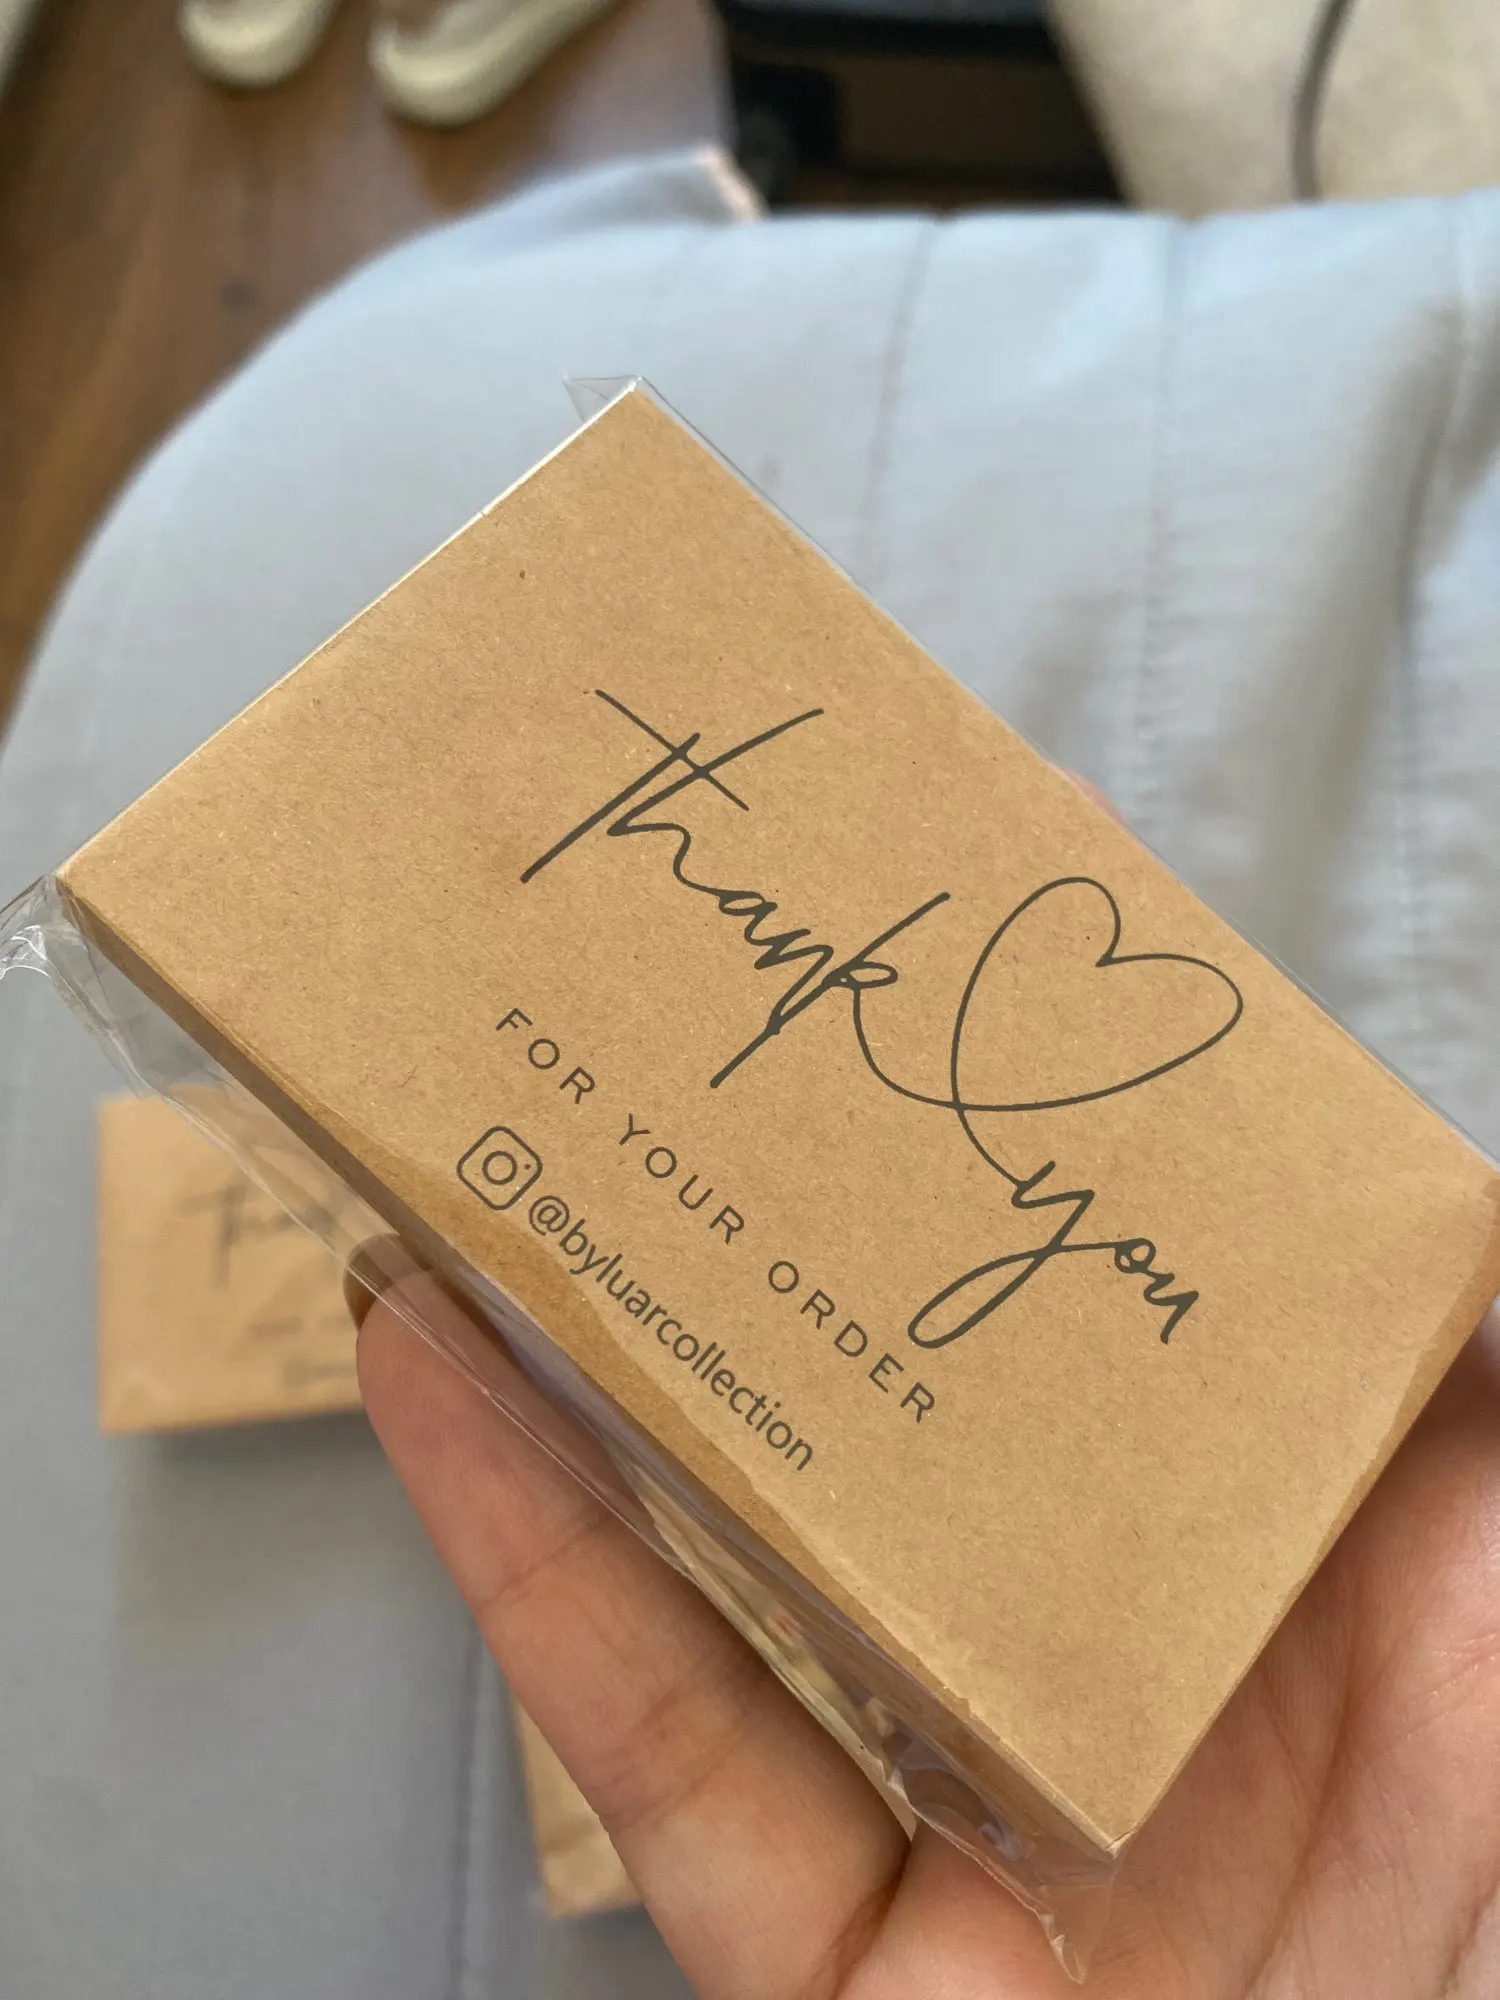 Thank you
FOR YOUR ORDER
@byluarcollection